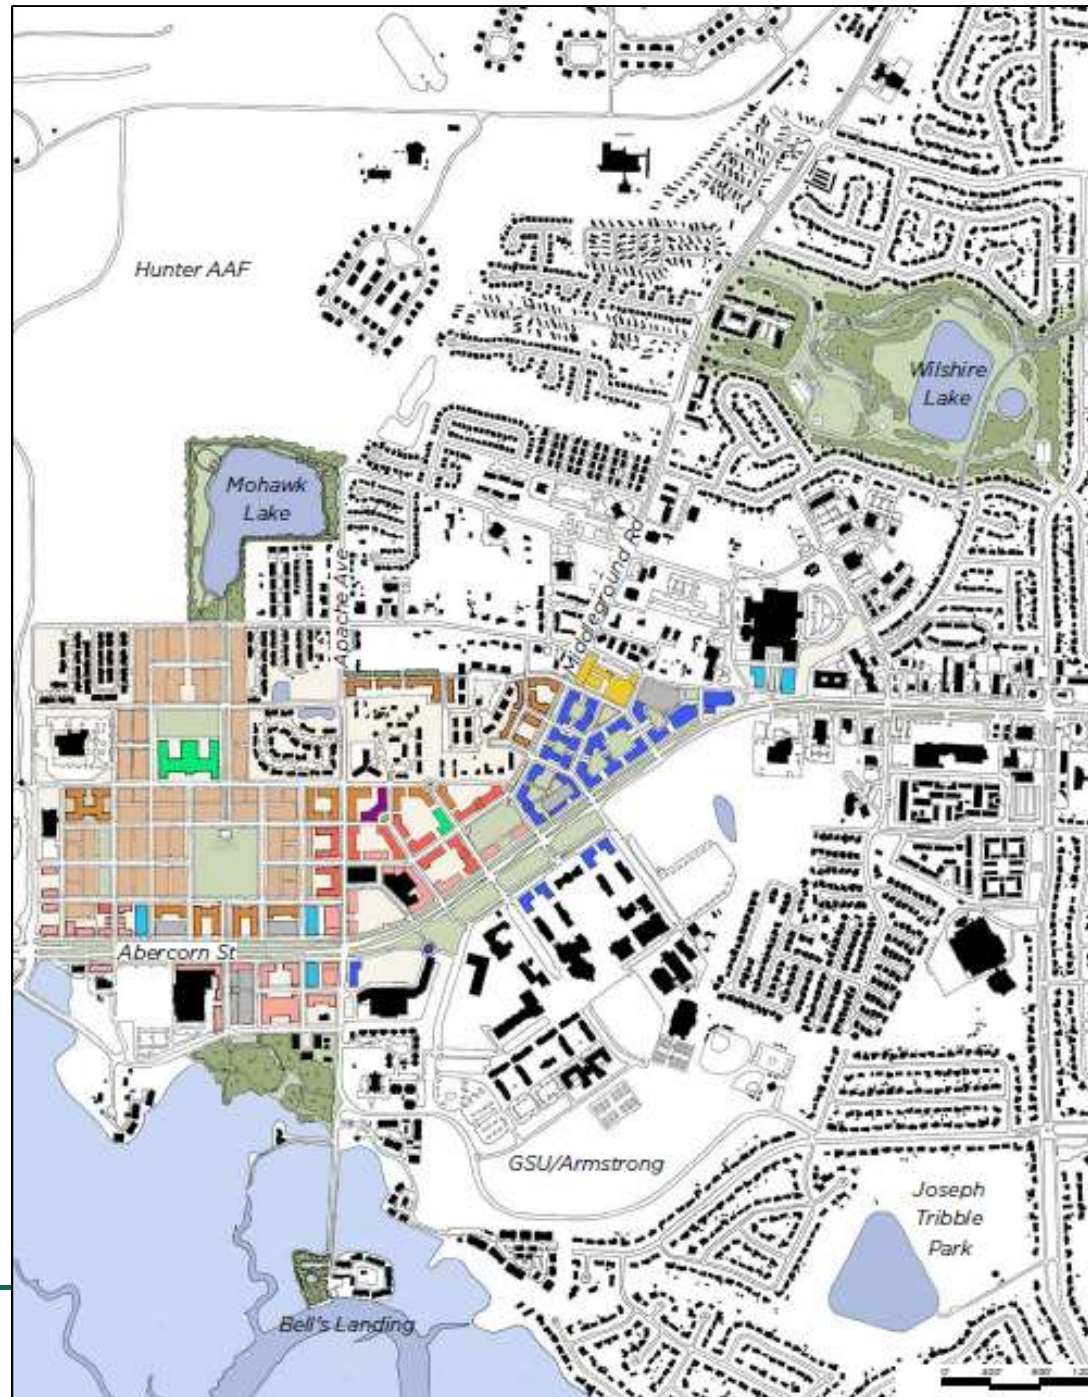 Hunter AAF
Wilshire
Lake
Mohawk
Lake
Apache Ave
Middleground Rd
Abercorn St
GSU/Armstrong
Joseph
Tribble
Park
Bell's Landing